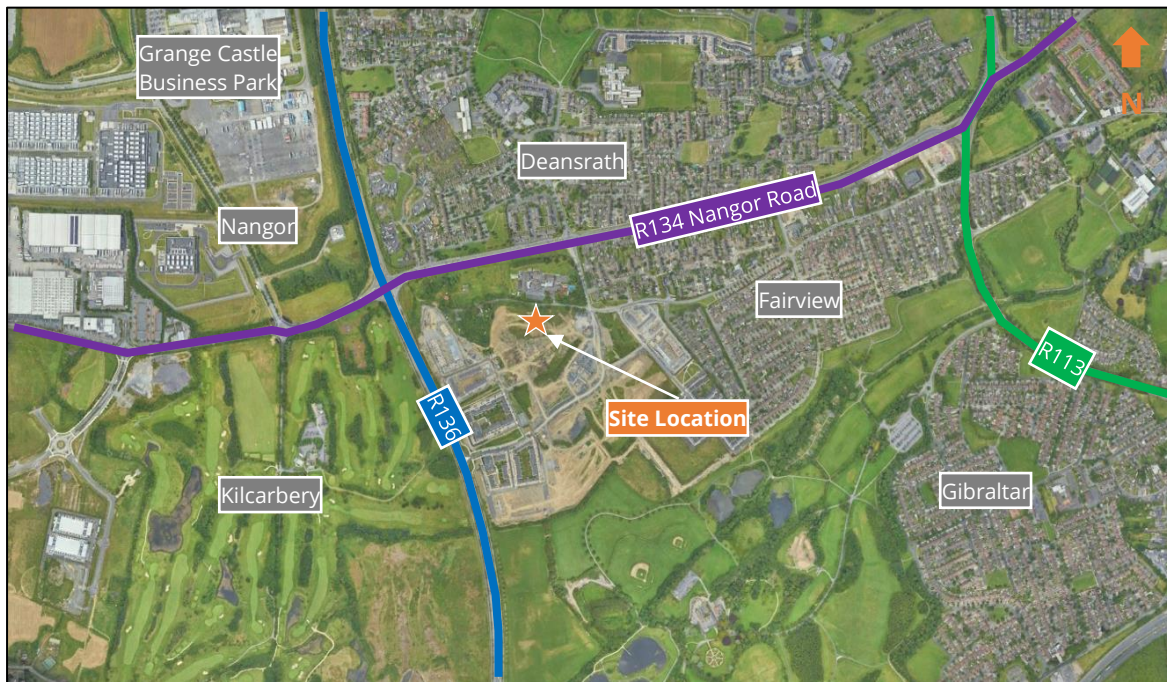 Grange Castle
Business Park
N
Deansrath
R134 Nangor Road
Nangor
Fairview
R113
R136
Site Location
Kilcarbery
Gibraltar